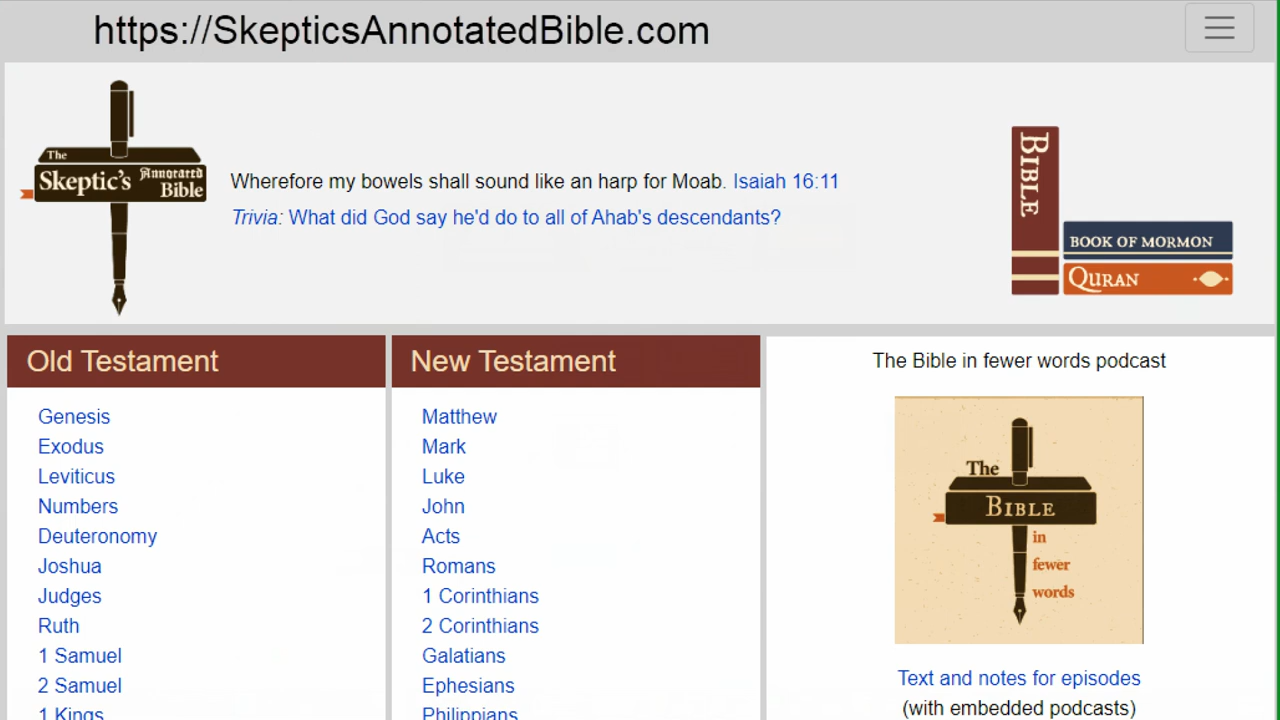 https://SkepticsAnnotatedBible.com
The
Skeptic's Annotated
Bible
Wherefore my bowels shall sound like an harp for Moab. Isaiah 16:11
Trivia: What did God say he'd do to all of Ahab's descendants?
BIBLE
BOOK OF MORMON
QURAN
Old Testament
Genesis
Exodus
Leviticus
Numbers
Deuteronomy
Joshua
Judges
Ruth
1 Samuel
2 Samuel
1 Kings
New Testament
Matthew
Mark
Luke
John
Acts
Romans
1 Corinthians
2 Corinthians
Galatians
Ephesians
Philippians
The Bible in fewer words podcast
The
BIBLE
in
fewer
words
Text and notes for episodes
(with embedded podcasts)